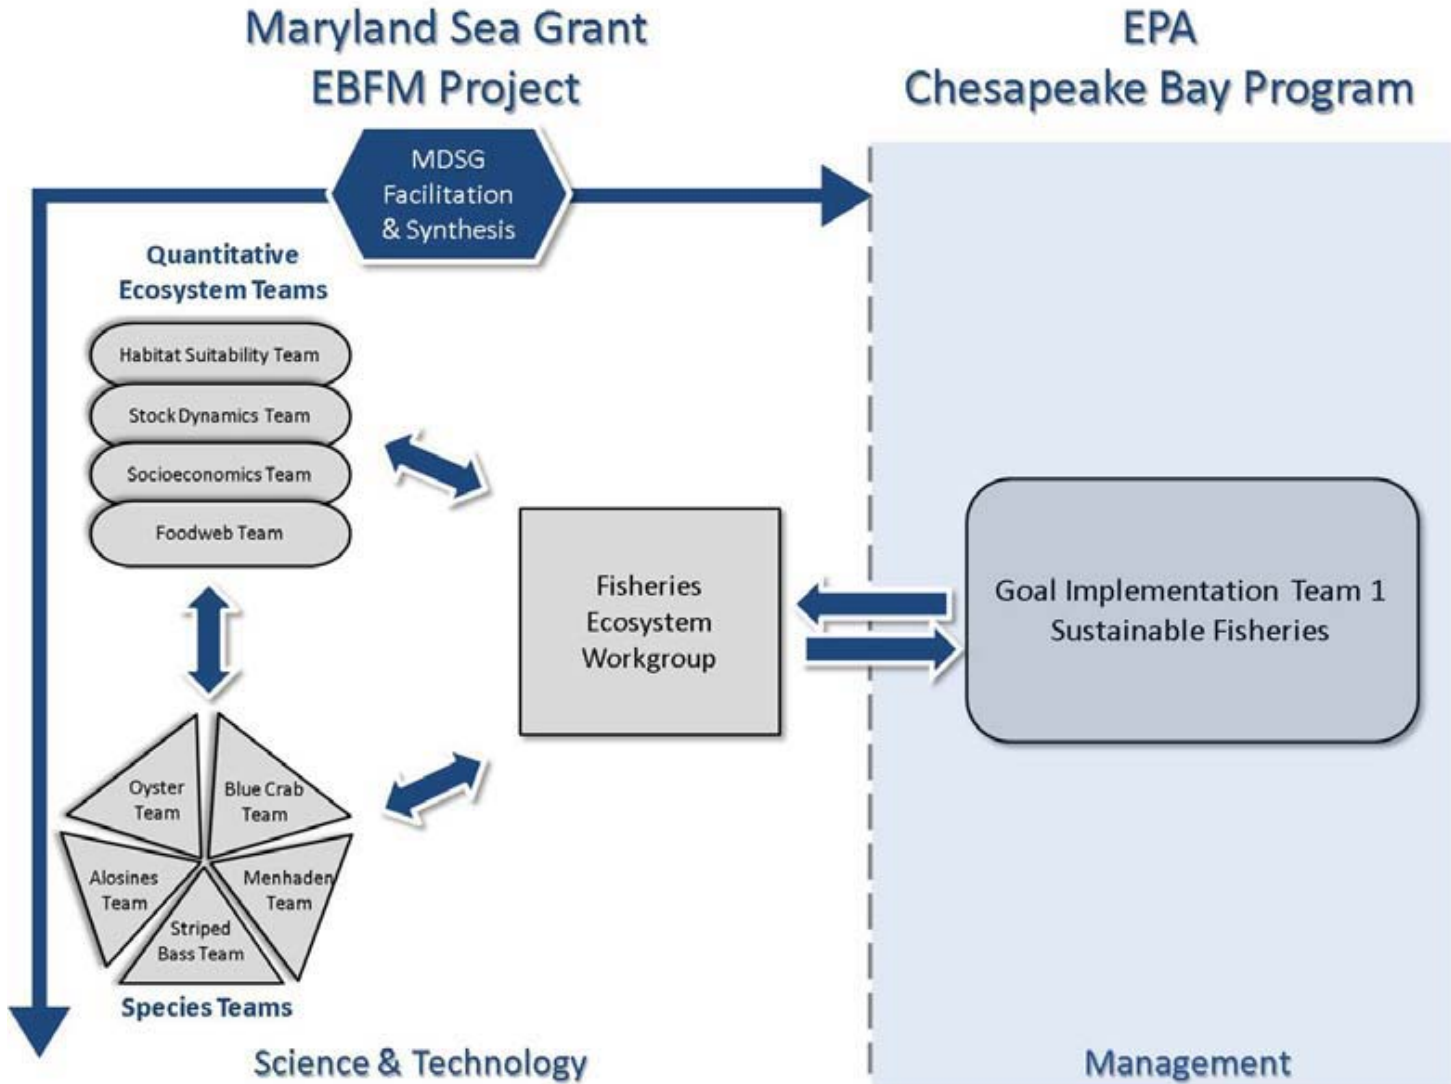 Maryland Sea Grant
EBFM Project
EPA
Chesapeake Bay Program
MDSG
Facilitation
& Synthesis
Quantitative
Ecosystem Teams
Habitat Suitability Team
Stock Dynamics Team
Socioeconomics Team
Foodweb Team
Fisheries
Ecosystem
Workgroup
Goal Implementation Team 1
Sustainable Fisheries
Oyster
Team
Blue Crab
Team
Alosines
Team
Menhaden
Team
Striped
Bass Team
Species Teams
Science & Technology
Management